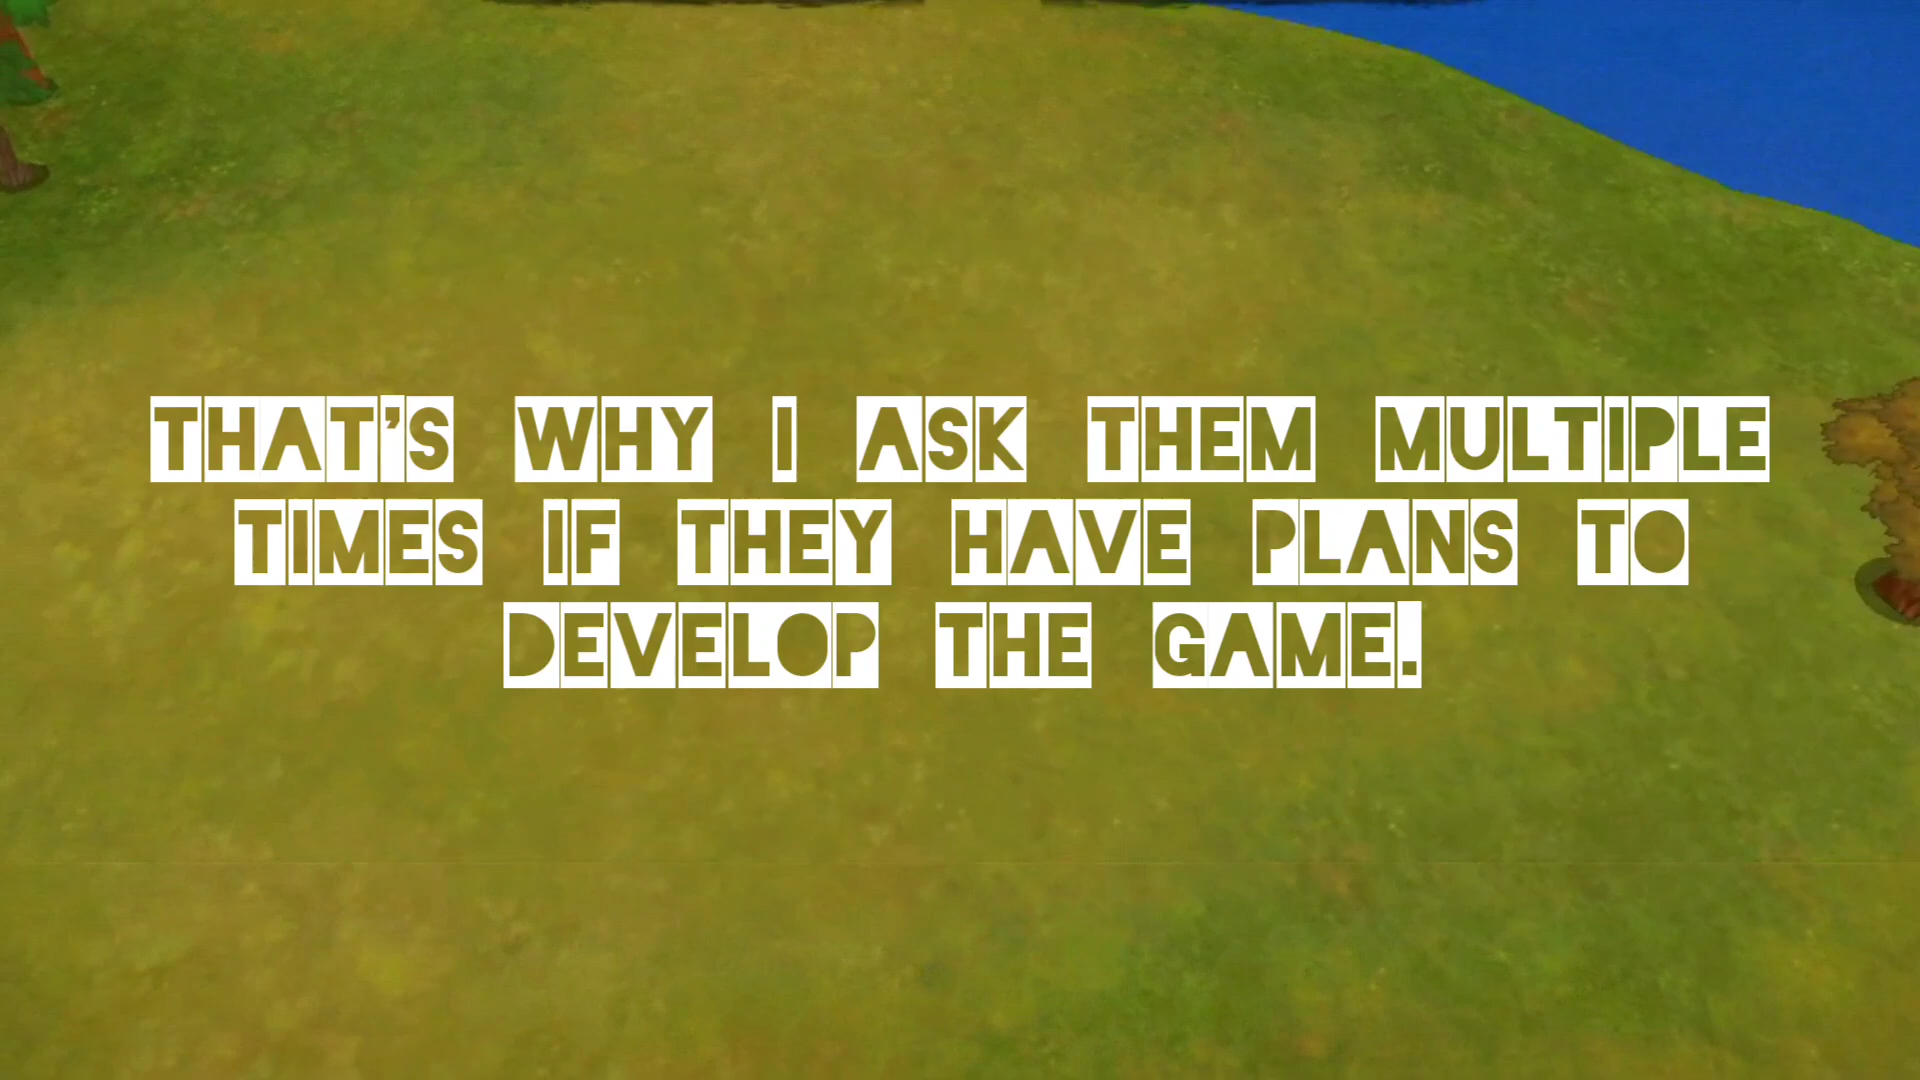 THAT'S WHY I ASK THEM MULTIPLE
TIMES IF THEY HAVE PLANS TO
DEVELOP THE GAME.